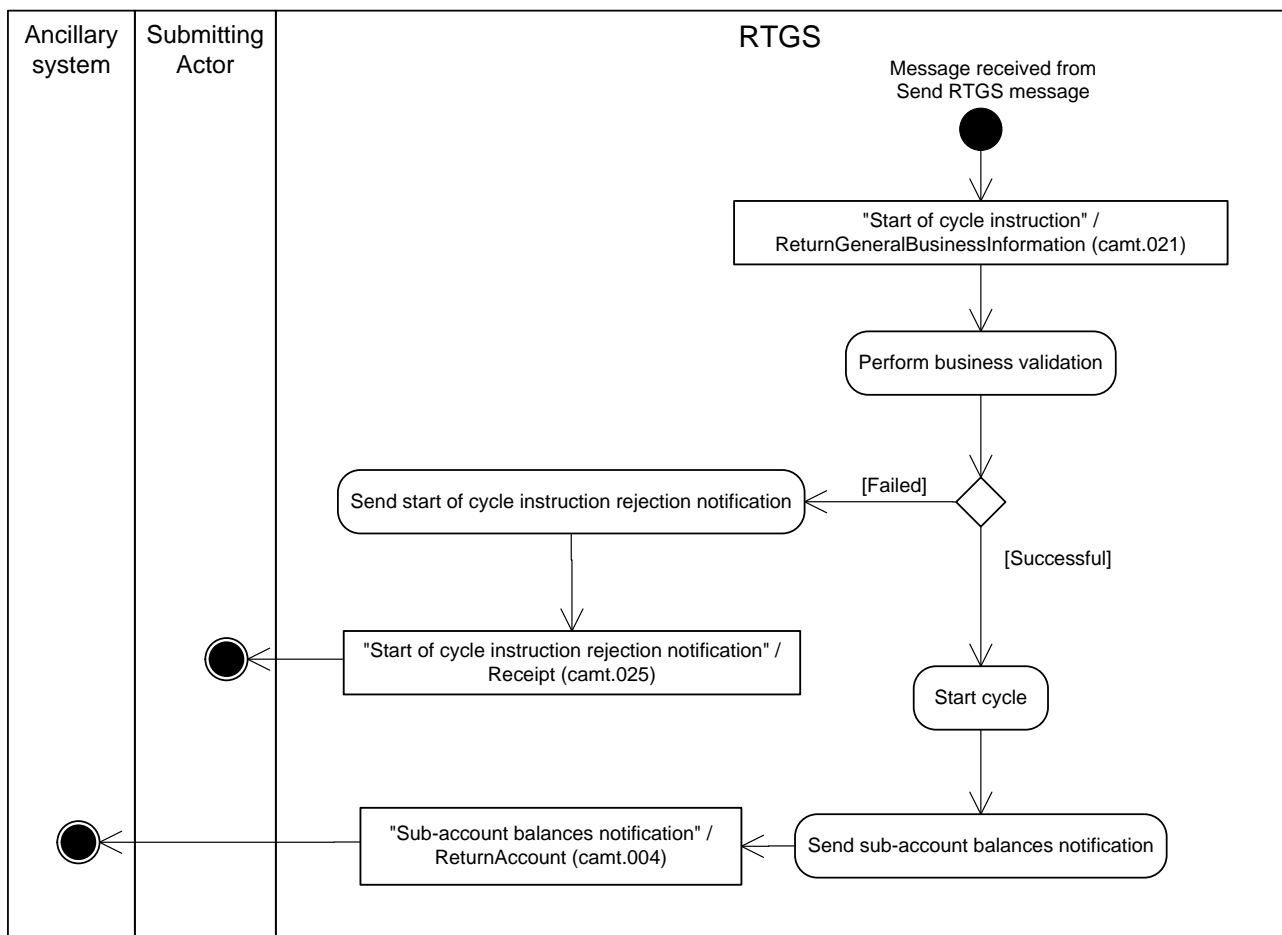 Ancillary
system
Submitting
Actor
RTGS
Message received from
Send RTGS message
"Start of cycle instruction" /
ReturnGeneralBusinessInformation (camt.021)
Perform business validation
[Failed]
Send start of cycle instruction rejection notification
[Successful]
"Start of cycle instruction rejection notification" /
Receipt (camt.025)
Start cycle
"Sub-account balances notification" /
ReturnAccount (camt.004)
Send sub-account balances notification